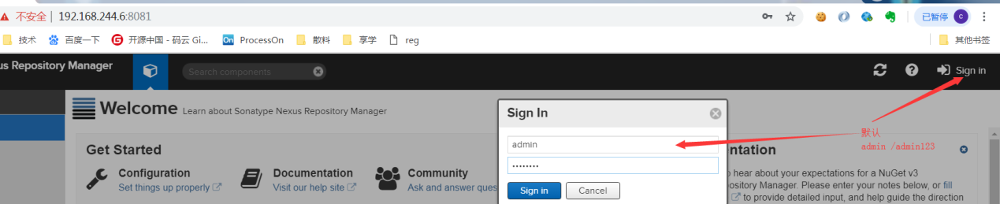 不安全 | 192.168.244.6:8081
已暂停 c
技术 百度一下 开源中国 - 码云 Gi... On ProcessOn 散料 享学 reg 其他书签
us Repository Manager Search components Sign in
Welcome Learn about Sonatype Nexus Repository Manager
Sign In
默认
admin /admin123
admin
••••••••
Sign in Cancel
Get Started
Configuration
Set things up properly
Documentation
Visit our help site
Community
Ask and answer ques
ntation
hear about your expectations for a NuGet v3
ository Manager. Please enter your notes below, or fill
to provide detailed input, and help guide the direction